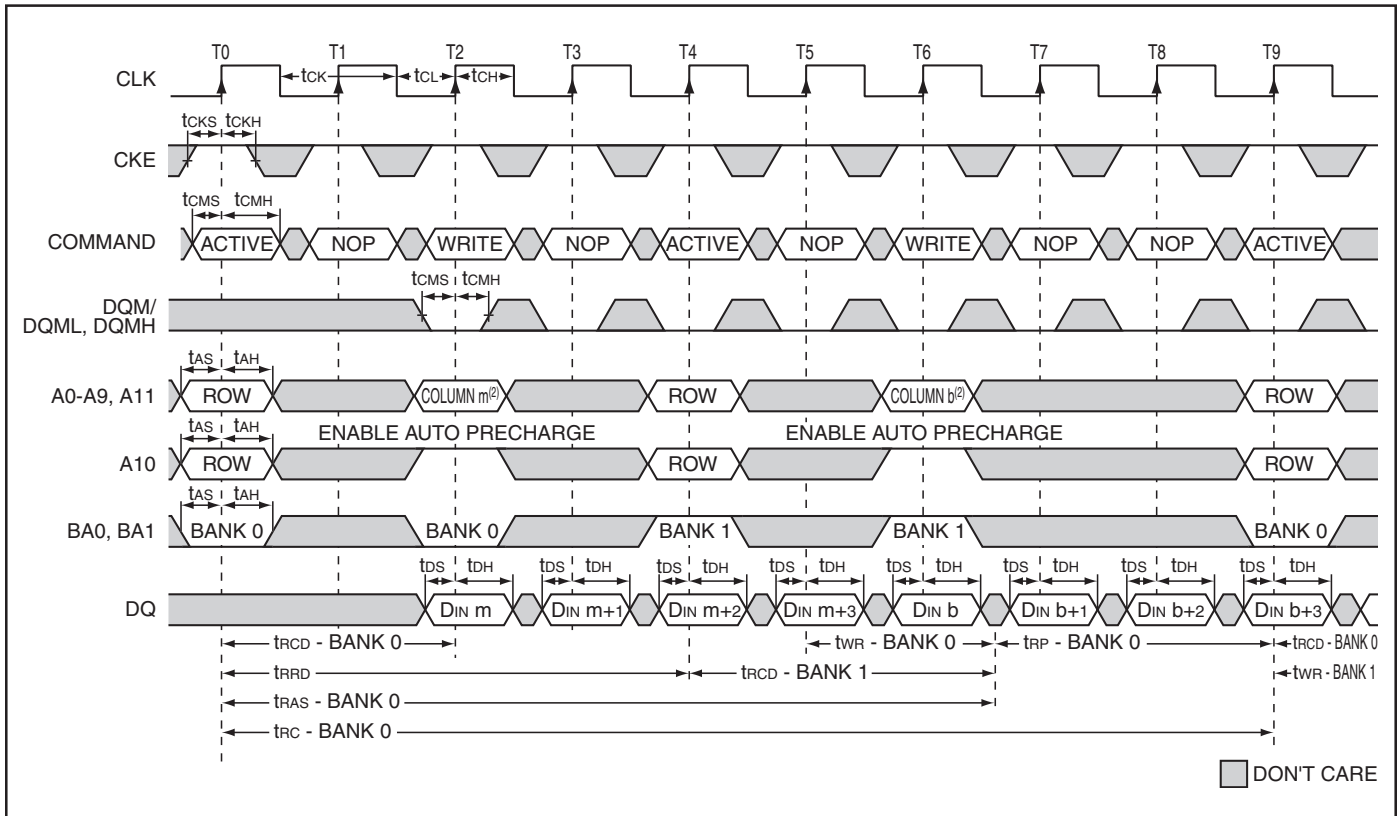 T0 T1 T2 T3 T4 T5 T6 T7 T8 T9
CLK tCK tCL tCH
tCKS tCKH
CKE
tCMS tCMH
COMMAND ACTIVE NOP WRITE NOP ACTIVE NOP WRITE NOP NOP ACTIVE
tCMS tCMH
DQM/
DQML, DQMH
tAS tAH
A0-A9, A11 ROW COLUMN m(2) ROW COLUMN b(2) ROW
tAS tAH ENABLE AUTO PRECHARGE ENABLE AUTO PRECHARGE
A10 ROW ROW ROW
tAS tAH
BA0, BA1 BANK 0 BANK 0 BANK 1 BANK 1 BANK 0
tDS tDH tDS tDH tDS tDH tDS tDH tDS tDH tDS tDH tDS tDH tDS tDH
DQ DIN m DIN m+1 DIN m+2 DIN m+3 DIN b DIN b+1 DIN b+2 DIN b+3
tRCD - BANK 0 tWR - BANK 0 tRP - BANK 0 tRCD - BANK 0
tRRD tRCD - BANK 1 tWR - BANK 1
tRAS - BANK 0
tRC - BANK 0
DON'T CARE